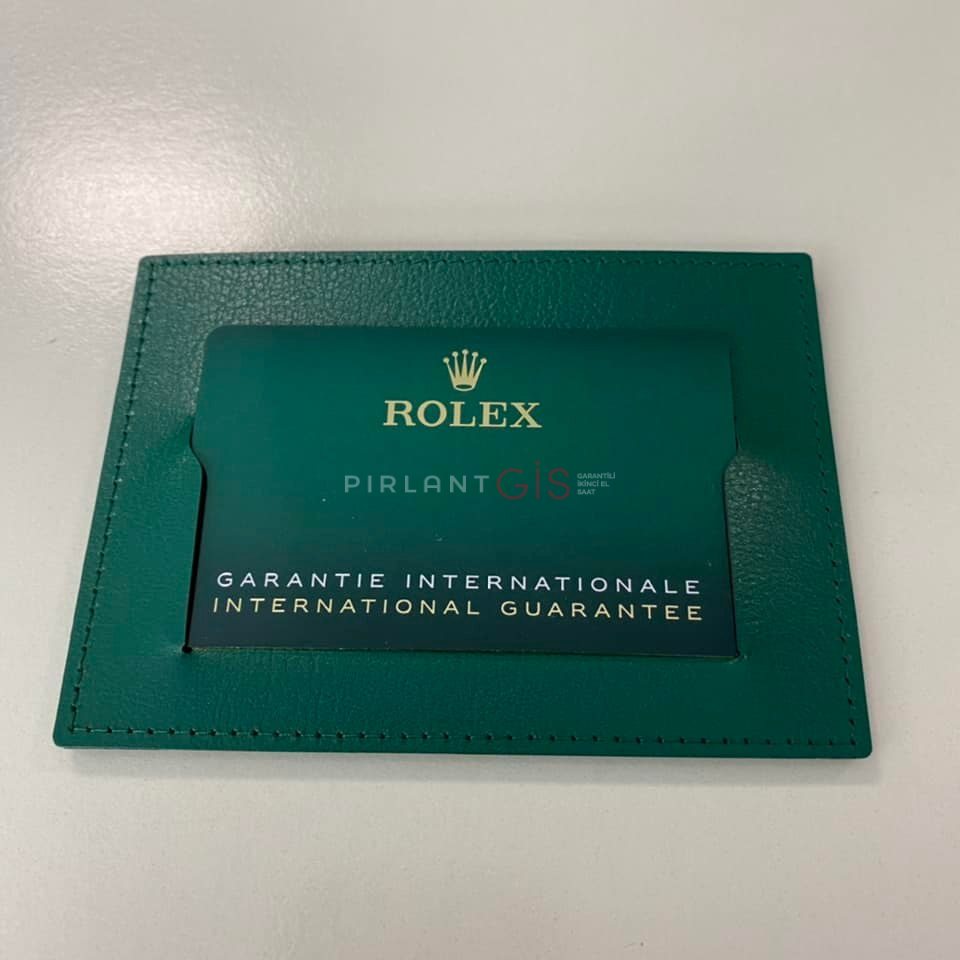 ROLEX
PIRLANTGİS GARANTİLİ
İKİNCİ EL
SAAT
GARANTIE INTERNATIONALE
INTERNATIONAL GUARANTEE